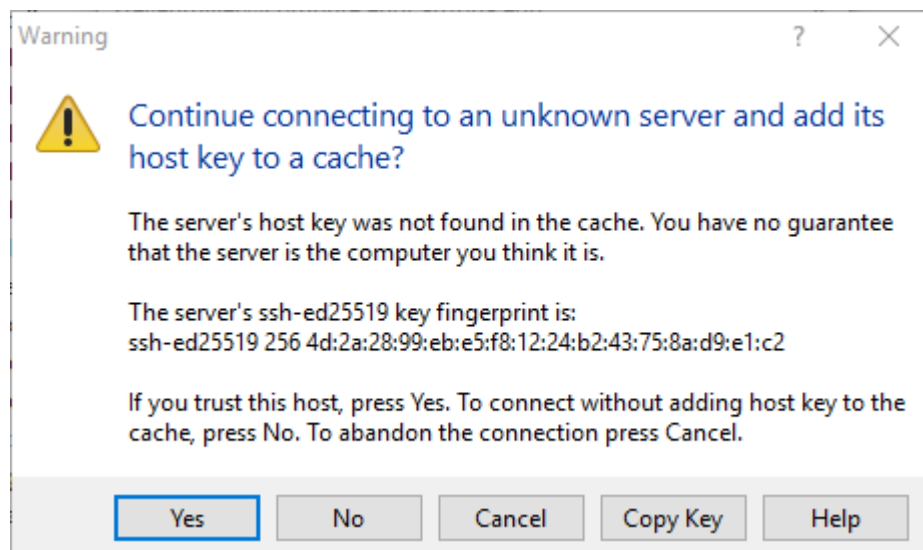 Warning
?
Continue connecting to an unknown server and add its
host key to a cache?
The server's host key was not found in the cache. You have no guarantee
that the server is the computer you think it is.
The server's ssh-ed25519 key fingerprint is:
ssh-ed25519 256 4d:2a:28:99:eb:e5:f8:12:24:b2:43:75:8a:d9:e1:c2
If you trust this host, press Yes. To connect without adding host key to the
cache, press No. To abandon the connection press Cancel.
Yes No Cancel Copy Key Help